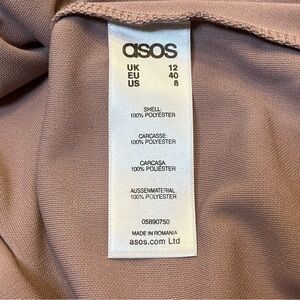 asos
UK 12
EU 40
US 8
SHELL:
100% POLYESTER
CARCASSE:
100% POLYESTER
CARCASA:
100% POLYESTER
AUSSENMATERIAL:
100% POLYESTER
05890750
MADE IN ROMANIA
asos.com Ltd